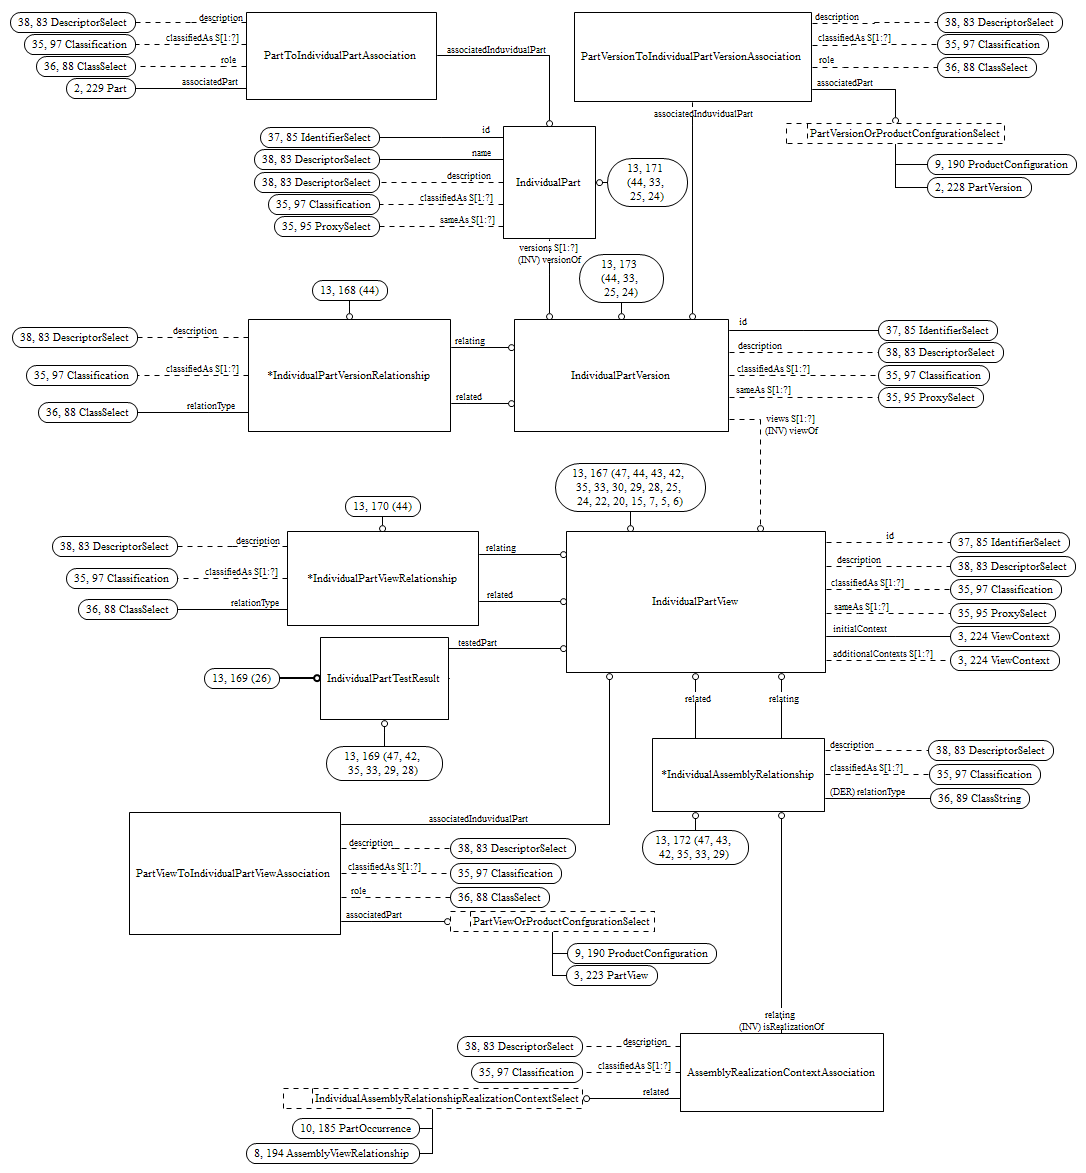 38, 83 DescriptorSelect
description
35, 97 Classification
classifiedAs S[1:?]
36, 88 ClassSelect
role
2, 229 Part
associatedPart
PartToIndividualPartAssociation
associatedInduvidualPart
PartVersionToIndividualPartVersionAssociation
description
38, 83 DescriptorSelect
classifiedAs S[1:?]
35, 97 Classification
role
36, 88 ClassSelect
associatedPart
associatedInduvidualPart
PartVersionOrProductConfgurationSelect
9, 190 ProductConfiguration
2, 228 PartVersion
37, 85 IdentifierSelect
id
38, 83 DescriptorSelect
name
38, 83 DescriptorSelect
description
35, 97 Classification
classifiedAs S[1:?]
35, 95 ProxySelect
sameAs S[1:?]
IndividualPart
13, 171
(44, 33,
25, 24)
versions S[1:?]
(INV) versionOf
13, 173
(44, 33,
25, 24)
13, 168 (44)
38, 83 DescriptorSelect
description
35, 97 Classification
classifiedAs S[1:?]
36, 88 ClassSelect
relationType
*IndividualPartVersionRelationship
relating
related
IndividualPartVersion
id
37, 85 IdentifierSelect
description
38, 83 DescriptorSelect
classifiedAs S[1:?]
35, 97 Classification
sameAs S[1:?]
35, 95 ProxySelect
views S[1:?]
(INV) viewOf
13, 167 (47, 44, 43, 42,
35, 33, 30, 29, 28, 25,
24, 22, 20, 15, 7, 5, 6)
13, 170 (44)
38, 83 DescriptorSelect
description
35, 97 Classification
classifiedAs S[1:?]
36, 88 ClassSelect
relationType
*IndividualPartViewRelationship
relating
related
IndividualPartView
id
37, 85 IdentifierSelect
description
38, 83 DescriptorSelect
classifiedAs S[1:?]
35, 97 Classification
sameAs S[1:?]
35, 95 ProxySelect
initialContext
3, 224 ViewContext
additionalContexts S[1:?]
3, 224 ViewContext
testedPart
13, 169 (26)
IndividualPartTestResult
13, 169 (47, 42,
35, 33, 29, 28)
related
relating
*IndividualAssemblyRelationship
description
38, 83 DescriptorSelect
classifiedAs S[1:?]
35, 97 Classification
(DER) relationType
36, 89 ClassString
13, 172 (47, 43,
42, 35, 33, 29)
PartViewToIndividualPartViewAssociation
associatedInduvidualPart
description
38, 83 DescriptorSelect
classifiedAs S[1:?]
35, 97 Classification
role
36, 88 ClassSelect
associatedPart
PartViewOrProductConfgurationSelect
9, 190 ProductConfiguration
3, 223 PartView
relating
(INV) isRealizationOf
38, 83 DescriptorSelect
description
35, 97 Classification
classifiedAs S[1:?]
related
AssemblyRealizationContextAssociation
IndividualAssemblyRelationshipRealizationContextSelect
10, 185 PartOccurrence
8, 194 AssemblyViewRelationship